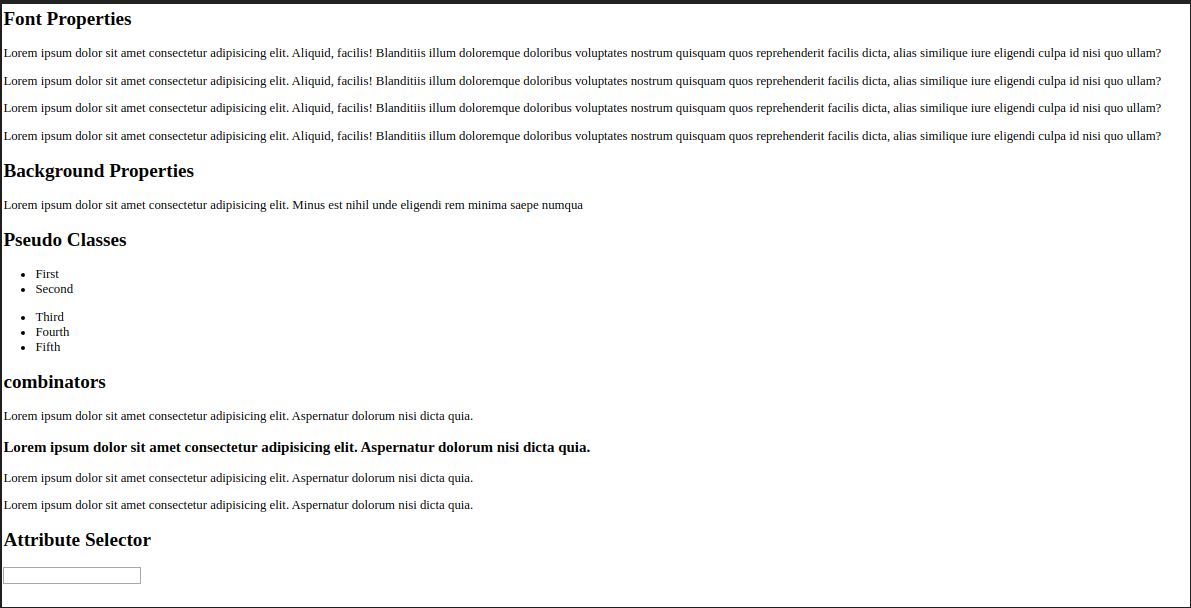 Font Properties
Lorem ipsum dolor sit amet consectetur adipisicing elit. Aliquid, facilis! Blanditiis illum doloremque doloribus voluptates nostrum quisquam quos reprehenderit facilis dicta, alias similique iure eligendi culpa id nisi quo ullam?
Lorem ipsum dolor sit amet consectetur adipisicing elit. Aliquid, facilis! Blanditiis illum doloremque doloribus voluptates nostrum quisquam quos reprehenderit facilis dicta, alias similique iure eligendi culpa id nisi quo ullam?
Lorem ipsum dolor sit amet consectetur adipisicing elit. Aliquid, facilis! Blanditiis illum doloremque doloribus voluptates nostrum quisquam quos reprehenderit facilis dicta, alias similique iure eligendi culpa id nisi quo ullam?
Lorem ipsum dolor sit amet consectetur adipisicing elit. Aliquid, facilis! Blanditiis illum doloremque doloribus voluptates nostrum quisquam quos reprehenderit facilis dicta, alias similique iure eligendi culpa id nisi quo ullam?
Background Properties
Lorem ipsum dolor sit amet consectetur adipisicing elit. Minus est nihil unde eligendi rem minima saepe numqua
Pseudo Classes
• First
• Second
• Third
• Fourth
• Fifth
combinators
Lorem ipsum dolor sit amet consectetur adipisicing elit. Aspernatur dolorum nisi dicta quia.
Lorem ipsum dolor sit amet consectetur adipisicing elit. Aspernatur dolorum nisi dicta quia.
Lorem ipsum dolor sit amet consectetur adipisicing elit. Aspernatur dolorum nisi dicta quia.
Lorem ipsum dolor sit amet consectetur adipisicing elit. Aspernatur dolorum nisi dicta quia.
Attribute Selector